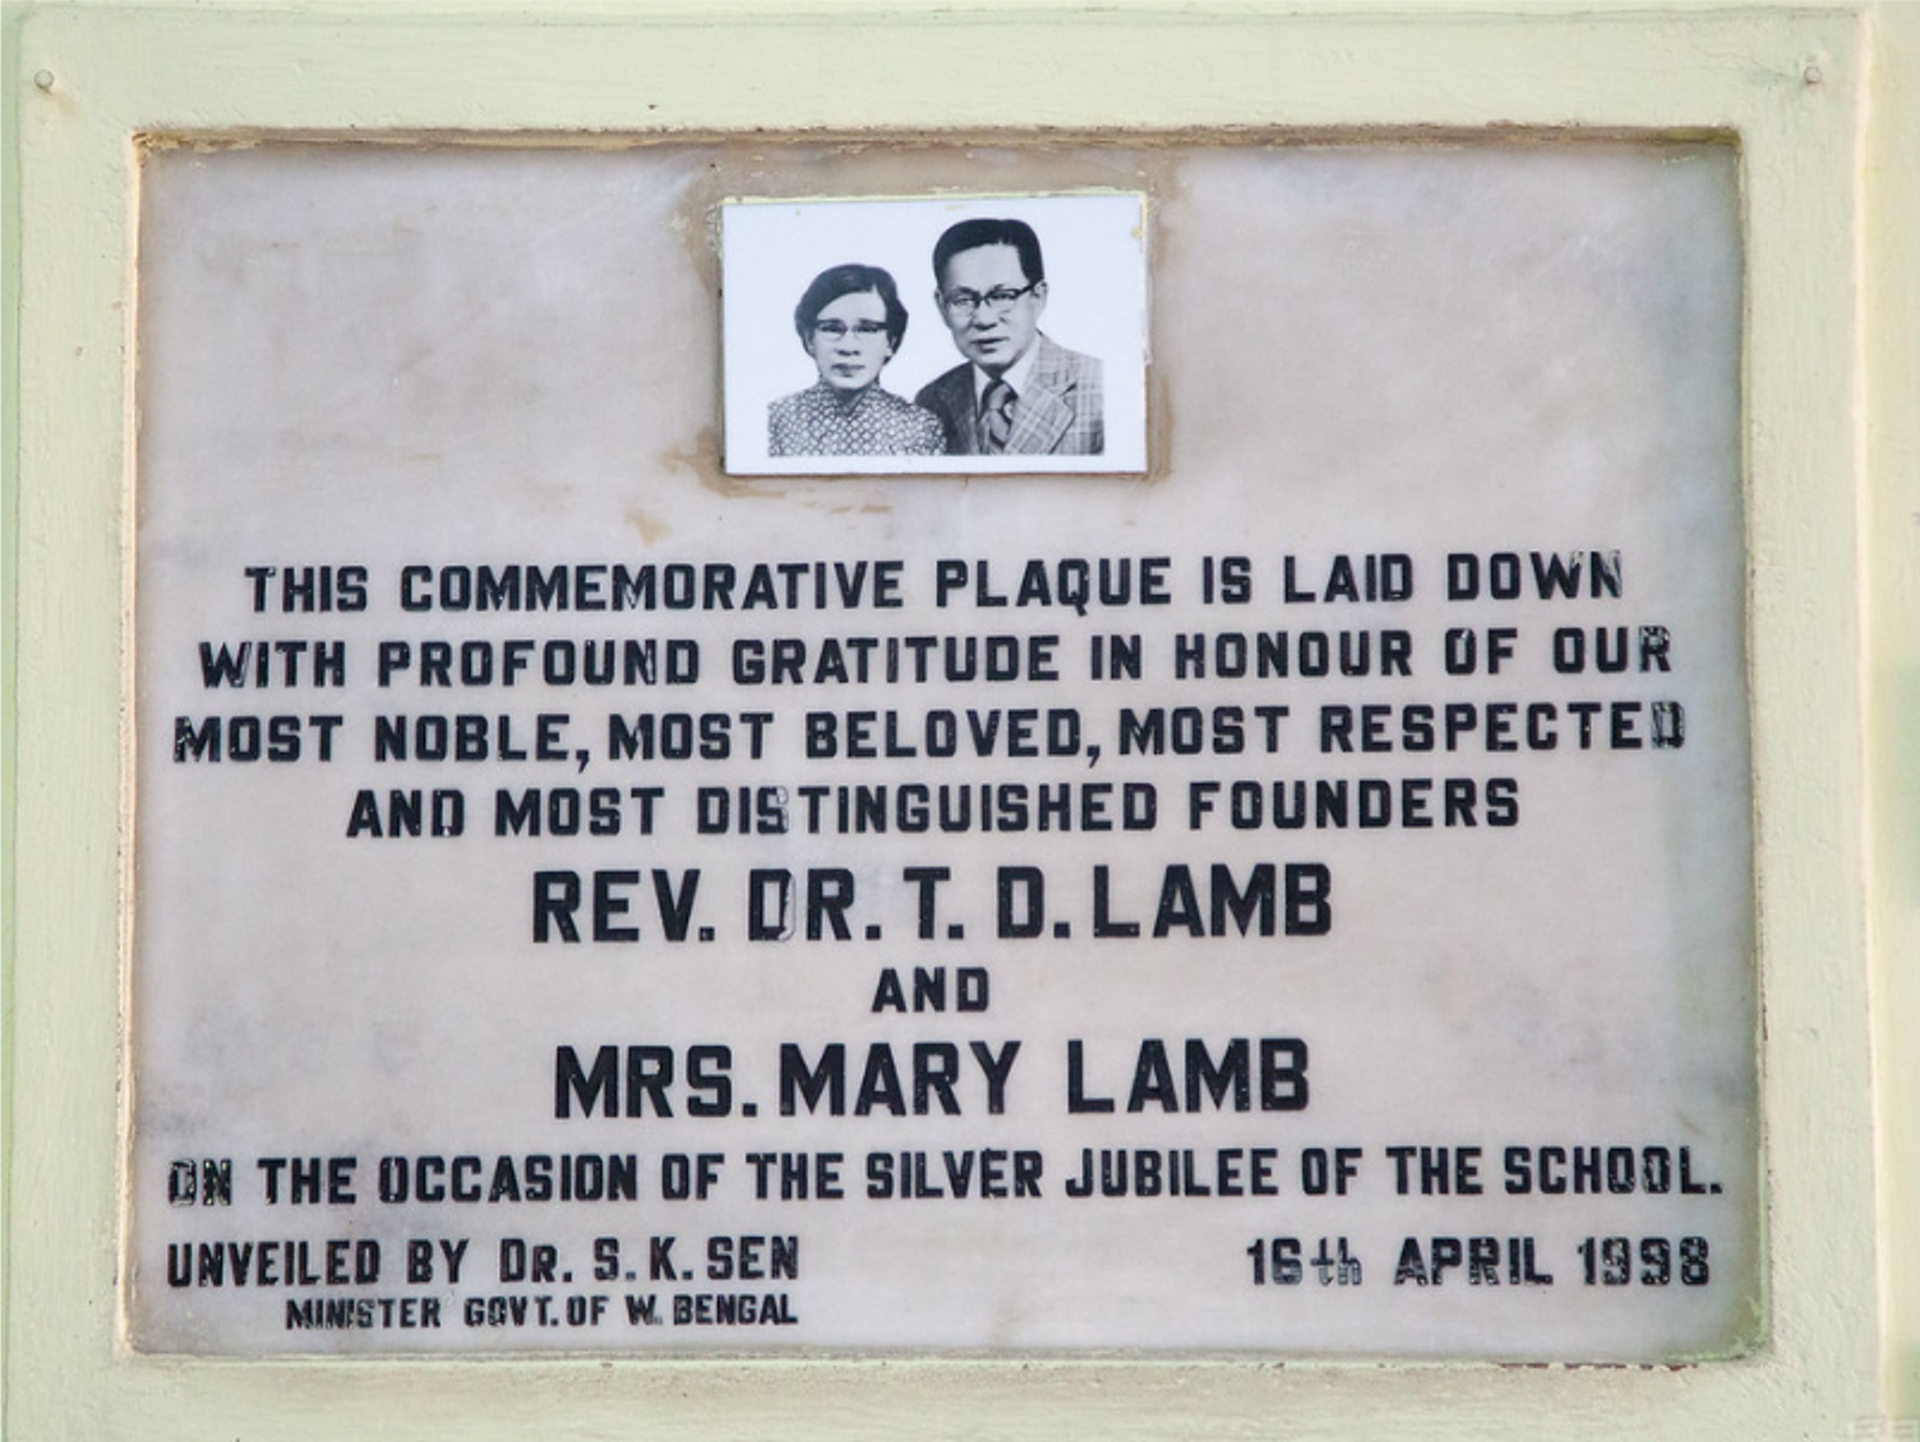 THIS COMMEMORATIVE PLAQUE IS LAID DOWN
WITH PROFOUND GRATITUDE IN HONOUR OF OUR
MOST NOBLE, MOST BELOVED, MOST RESPECTED
AND MOST DISTINGUISHED FOUNDERS
REV. DR. T. D. LAMB
AND
MRS. MARY LAMB
ON THE OCCASION OF THE SILVER JUBILEE OF THE SCHOOL.
UNVEILED BY DR. S. K. SEN 16th APRIL 1998
MINISTER GOVT. OF W. BENGAL